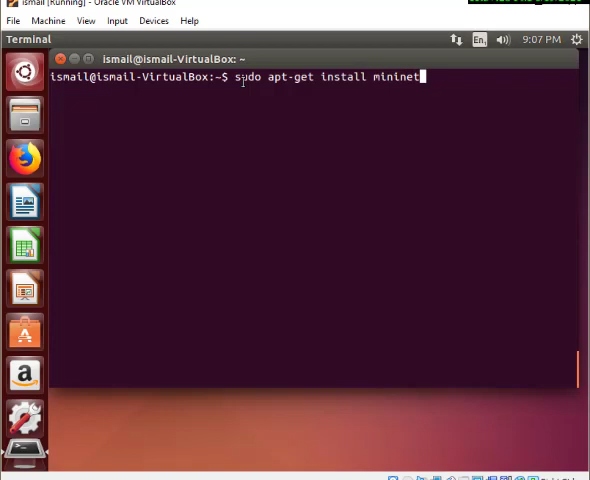 ismail [Running] - Oracle VM VirtualBox
File Machine View Input Devices Help
Terminal En 9:07 PM
ismail@ismail-VirtualBox: ~
ismail@ismail-VirtualBox:~$ sudo apt-get install mininet